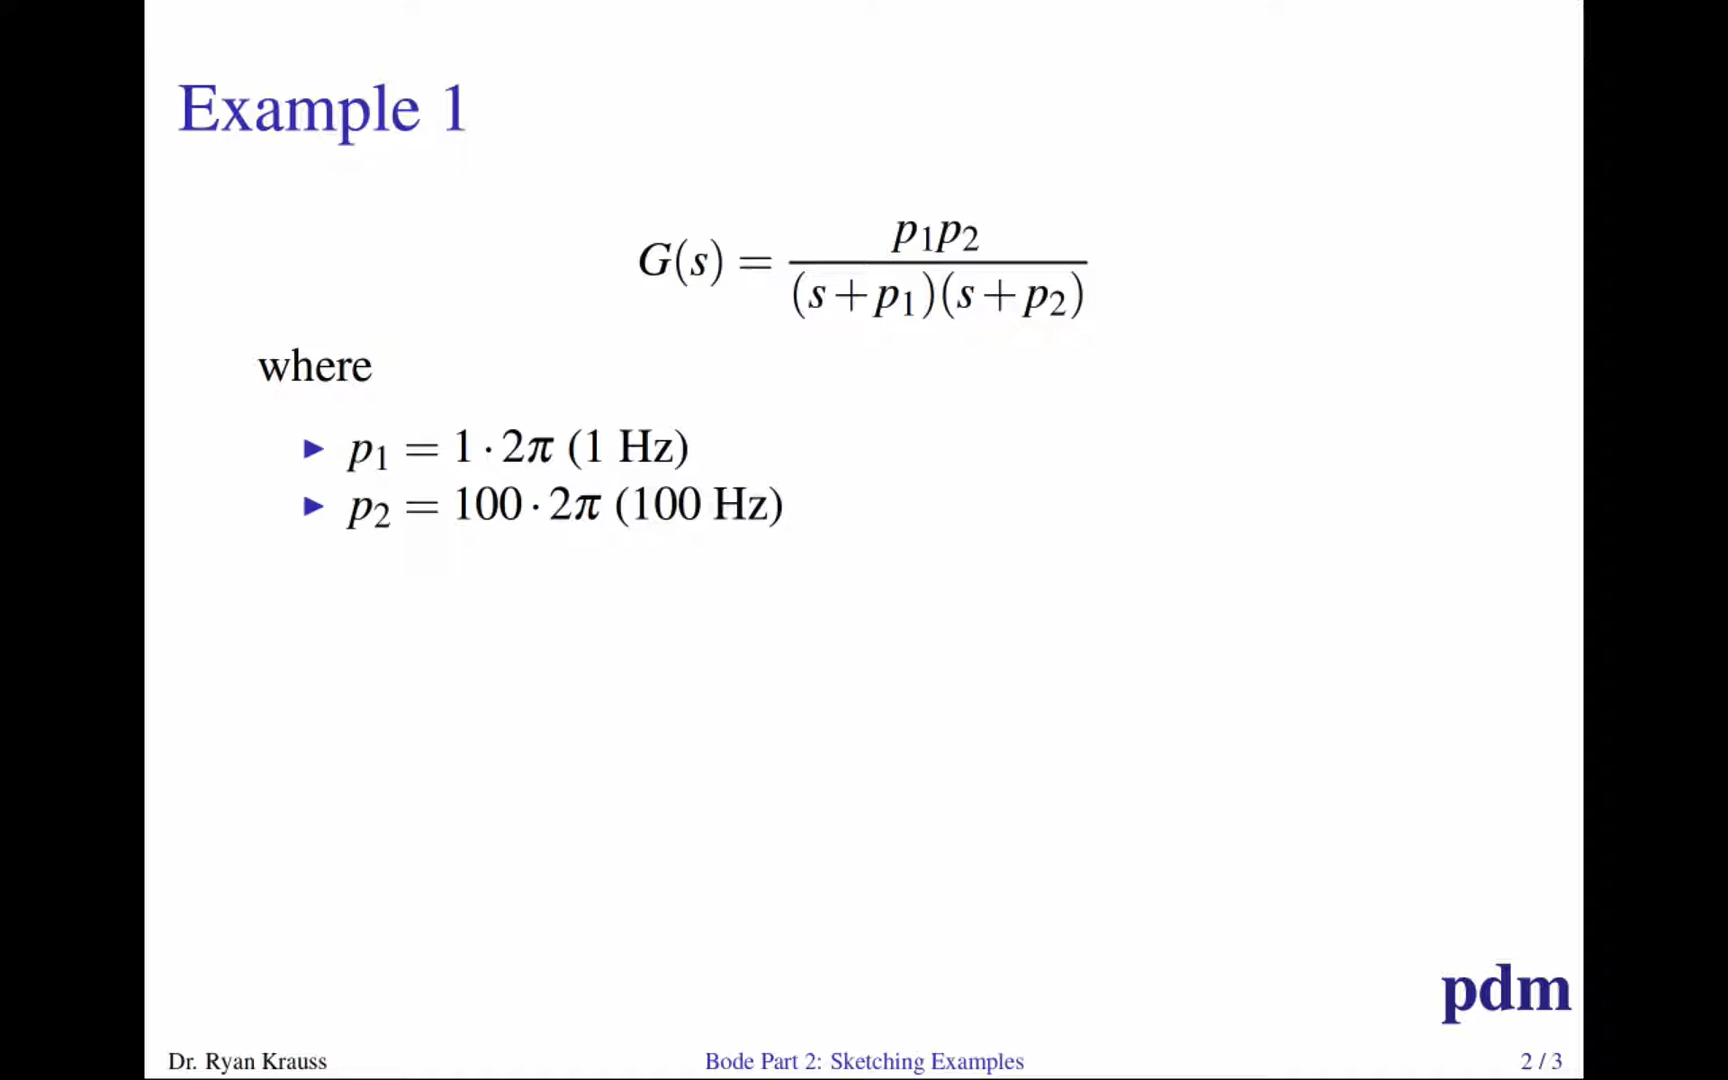 Example 1
G(s) = p₁p₂ / (s+p₁)(s+p₂)
where
▶ p₁ = 1 · 2π (1 Hz)
▶ p₂ = 100 · 2π (100 Hz)
pdm
Dr. Ryan Krauss
Bode Part 2: Sketching Examples
2 / 3